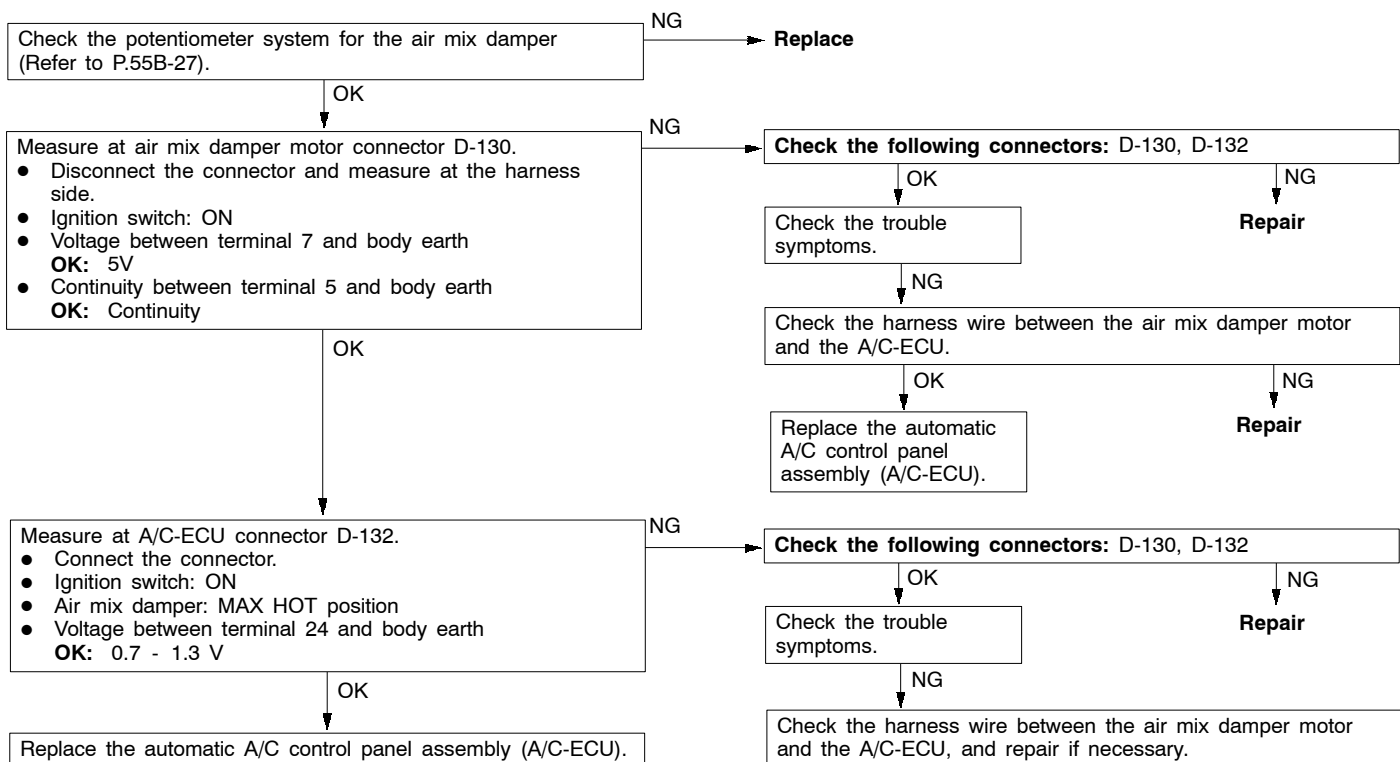 Check the potentiometer system for the air mix damper
(Refer to P.55B-27).
NG
Replace
OK
Measure at air mix damper motor connector D-130.
● Disconnect the connector and measure at the harness
side.
● Ignition switch: ON
● Voltage between terminal 7 and body earth
OK: 5V
● Continuity between terminal 5 and body earth
OK: Continuity
NG
Check the following connectors: D-130, D-132
OK
NG
Check the trouble
symptoms.
Repair
NG
Check the harness wire between the air mix damper motor
and the A/C-ECU.
OK
NG
Replace the automatic
A/C control panel
assembly (A/C-ECU).
Repair
OK
Measure at A/C-ECU connector D-132.
● Connect the connector.
● Ignition switch: ON
● Air mix damper: MAX HOT position
● Voltage between terminal 24 and body earth
OK: 0.7 - 1.3 V
NG
Check the following connectors: D-130, D-132
OK
NG
Check the trouble
symptoms.
Repair
NG
Check the harness wire between the air mix damper motor
and the A/C-ECU, and repair if necessary.
OK
Replace the automatic A/C control panel assembly (A/C-ECU).